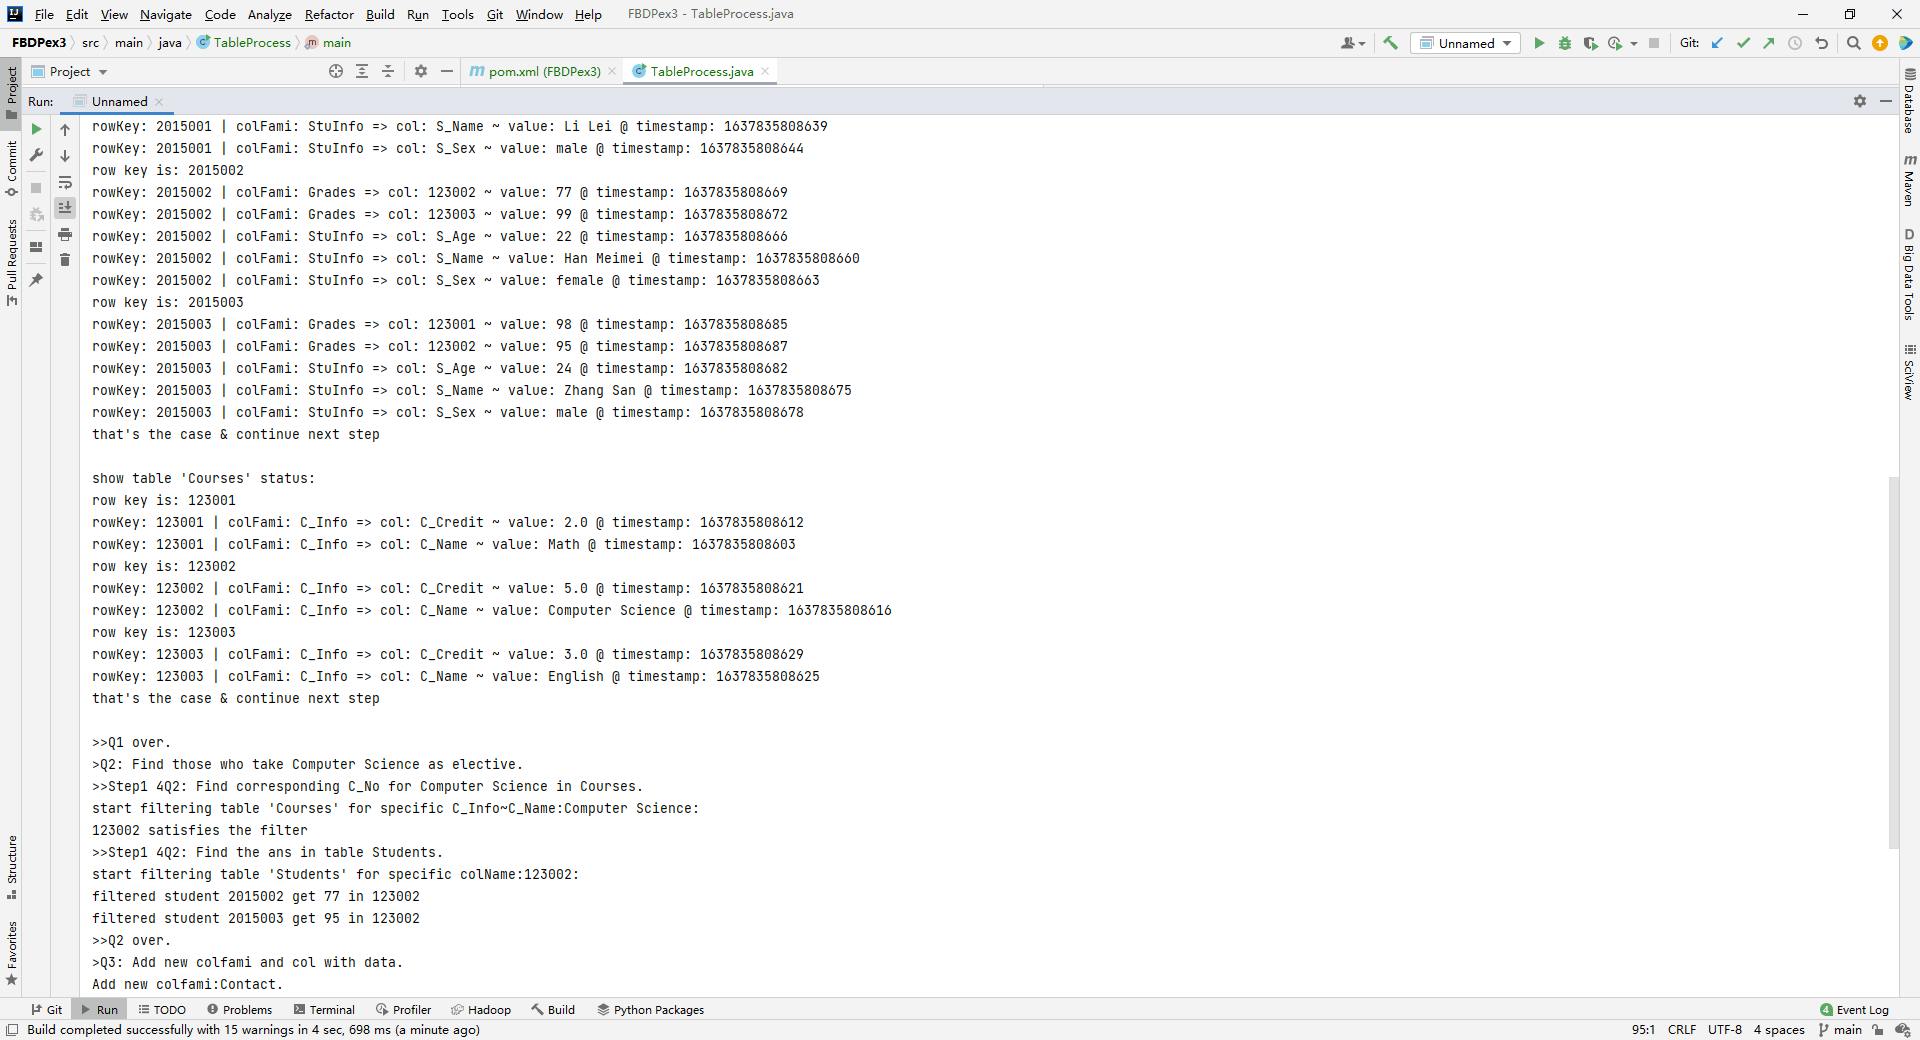 File Edit View Navigate Code Analyze Refactor Build Run Tools Git Window Help FBDPex3 - TableProcess.java
FBDPex3 src main java TableProcess main Unnamed Git:
Project pom.xml (FBDPex3) TableProcess.java
Run: Unnamed
rowKey: 2015001 | colFami: StuInfo => col: S_Name ~ value: Li Lei @ timestamp: 1637835808639
rowKey: 2015001 | colFami: StuInfo => col: S_Sex ~ value: male @ timestamp: 1637835808644
row key is: 2015002
rowKey: 2015002 | colFami: Grades => col: 123002 ~ value: 77 @ timestamp: 1637835808669
rowKey: 2015002 | colFami: Grades => col: 123003 ~ value: 99 @ timestamp: 1637835808672
rowKey: 2015002 | colFami: StuInfo => col: S_Age ~ value: 22 @ timestamp: 1637835808666
rowKey: 2015002 | colFami: StuInfo => col: S_Name ~ value: Han Meimei @ timestamp: 1637835808660
rowKey: 2015002 | colFami: StuInfo => col: S_Sex ~ value: female @ timestamp: 1637835808663
row key is: 2015003
rowKey: 2015003 | colFami: Grades => col: 123001 ~ value: 98 @ timestamp: 1637835808685
rowKey: 2015003 | colFami: Grades => col: 123002 ~ value: 95 @ timestamp: 1637835808687
rowKey: 2015003 | colFami: StuInfo => col: S_Age ~ value: 24 @ timestamp: 1637835808682
rowKey: 2015003 | colFami: StuInfo => col: S_Name ~ value: Zhang San @ timestamp: 1637835808675
rowKey: 2015003 | colFami: StuInfo => col: S_Sex ~ value: male @ timestamp: 1637835808678
that's the case & continue next step
show table 'Courses' status:
row key is: 123001
rowKey: 123001 | colFami: C_Info => col: C_Credit ~ value: 2.0 @ timestamp: 1637835808612
rowKey: 123001 | colFami: C_Info => col: C_Name ~ value: Math @ timestamp: 1637835808603
row key is: 123002
rowKey: 123002 | colFami: C_Info => col: C_Credit ~ value: 5.0 @ timestamp: 1637835808621
rowKey: 123002 | colFami: C_Info => col: C_Name ~ value: Computer Science @ timestamp: 1637835808616
row key is: 123003
rowKey: 123003 | colFami: C_Info => col: C_Credit ~ value: 3.0 @ timestamp: 1637835808629
rowKey: 123003 | colFami: C_Info => col: C_Name ~ value: English @ timestamp: 1637835808625
that's the case & continue next step
>>Q1 over.
>Q2: Find those who take Computer Science as elective.
>>Step1 4Q2: Find corresponding C_No for Computer Science in Courses.
start filtering table 'Courses' for specific C_Info~C_Name:Computer Science:
123002 satisfies the filter
>>Step1 4Q2: Find the ans in table Students.
start filtering table 'Students' for specific colName:123002:
filtered student 2015002 get 77 in 123002
filtered student 2015003 get 95 in 123002
>>Q2 over.
>Q3: Add new colfami and col with data.
Add new colfami:Contact.
Project
Commit
Pull Requests
Structure
Favorites
Database
Maven
Big Data Tools
SciView
Git Run TODO Problems Terminal Profiler Hadoop Build Python Packages 4 Event Log
Build completed successfully with 15 warnings in 4 sec, 698 ms (a minute ago) 95:1 CRLF UTF-8 4 spaces main